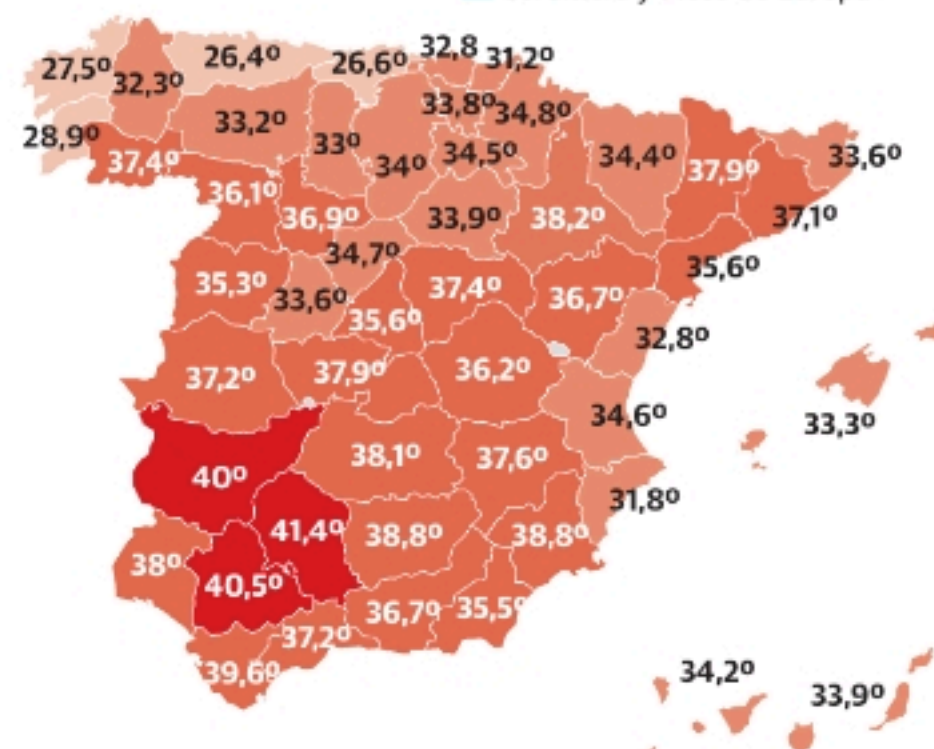 32,8
31,2º
26,4º
26,6º
27,5º
32,3º
33,8º
34,8º
33,2º
28,9º
33º
34º
34,5º
34,4º
33,6º
37,4º
37,9º
36,1º
36,9º
33,9º
38,2º
37,1º
34,7º
35,6º
35,3º
33,6º
37,4º
36,7º
35,6º
32,8º
37,2º
37,9º
36,2º
34,6º
33,3º
38,1º
37,6º
40º
31,8º
41,4º
38,8º
38,8º
38º
40,5º
36,7º
35,5º
37,2º
39,6º
34,2º
33,9º